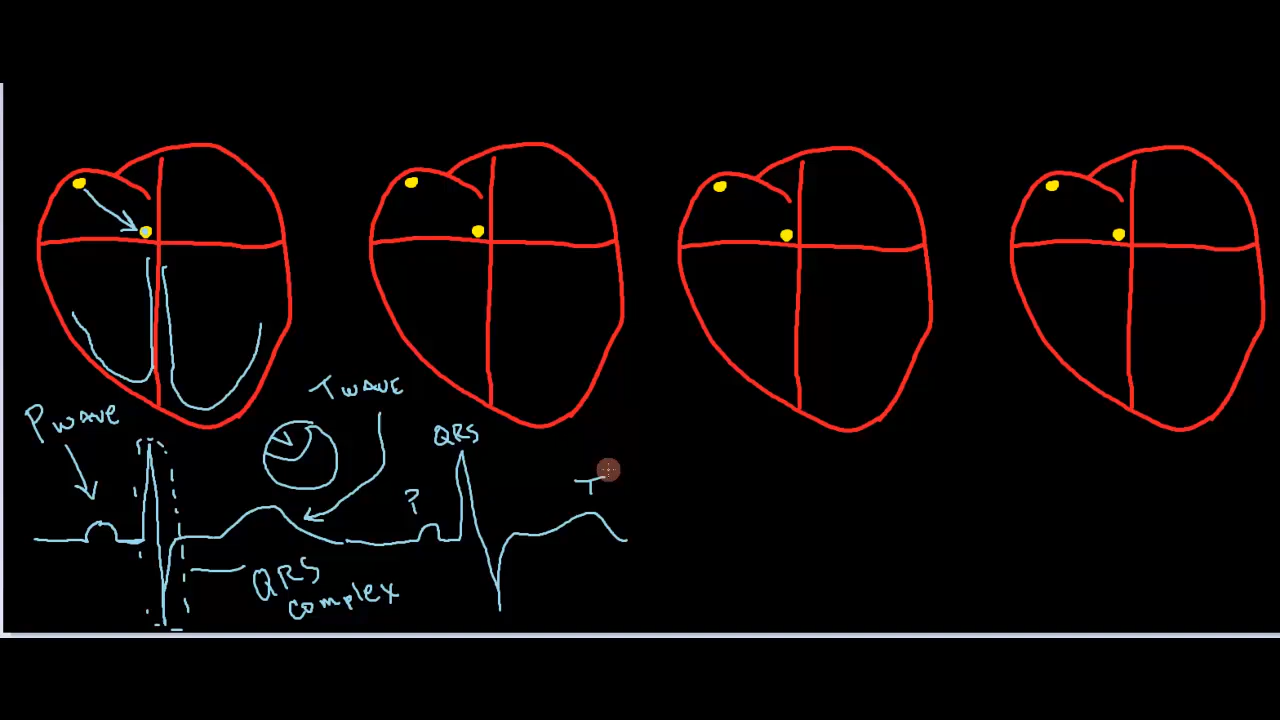 T WAVE
P WAVE
QRS
P
T
QRS
complex